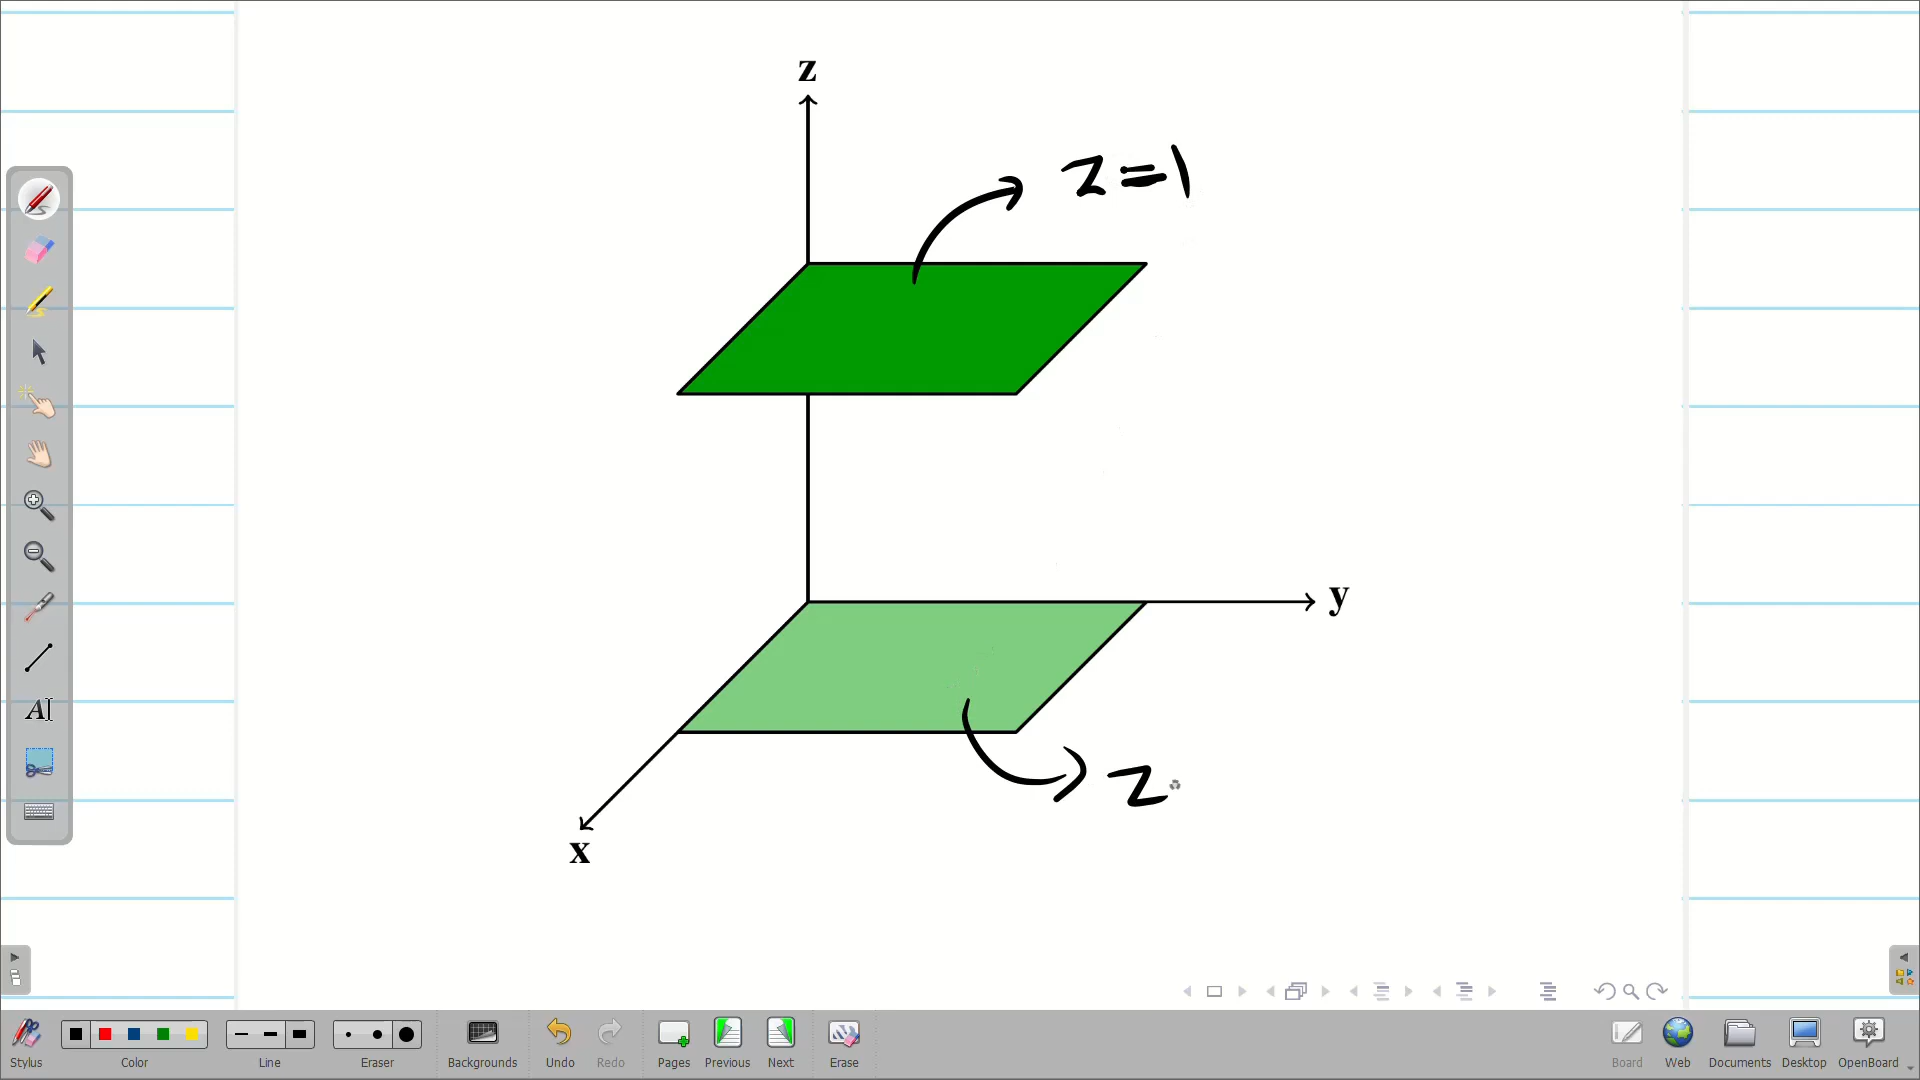 z
z=1
y
z
x
Stylus
Color
Line
Eraser
Backgrounds
Undo
Redo
Pages
Previous
Next
Erase
Board
Web
Documents
Desktop
OpenBoard